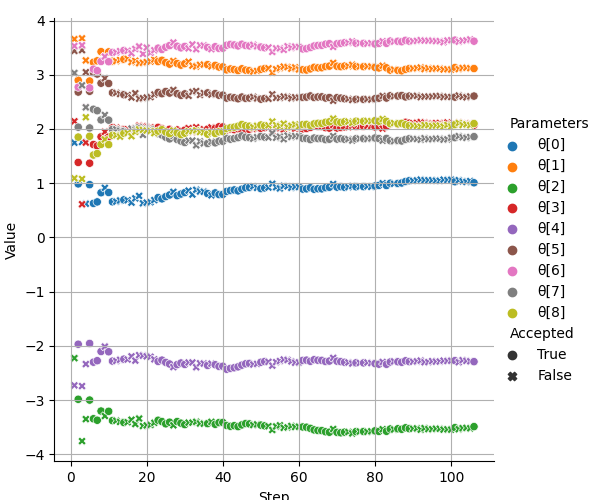 4
3
2
1
0
−1
−2
−3
−4
Value
0
20
40
60
80
100
Step
Parameters
θ[0]
θ[1]
θ[2]
θ[3]
θ[4]
θ[5]
θ[6]
θ[7]
θ[8]
Accepted
True
False